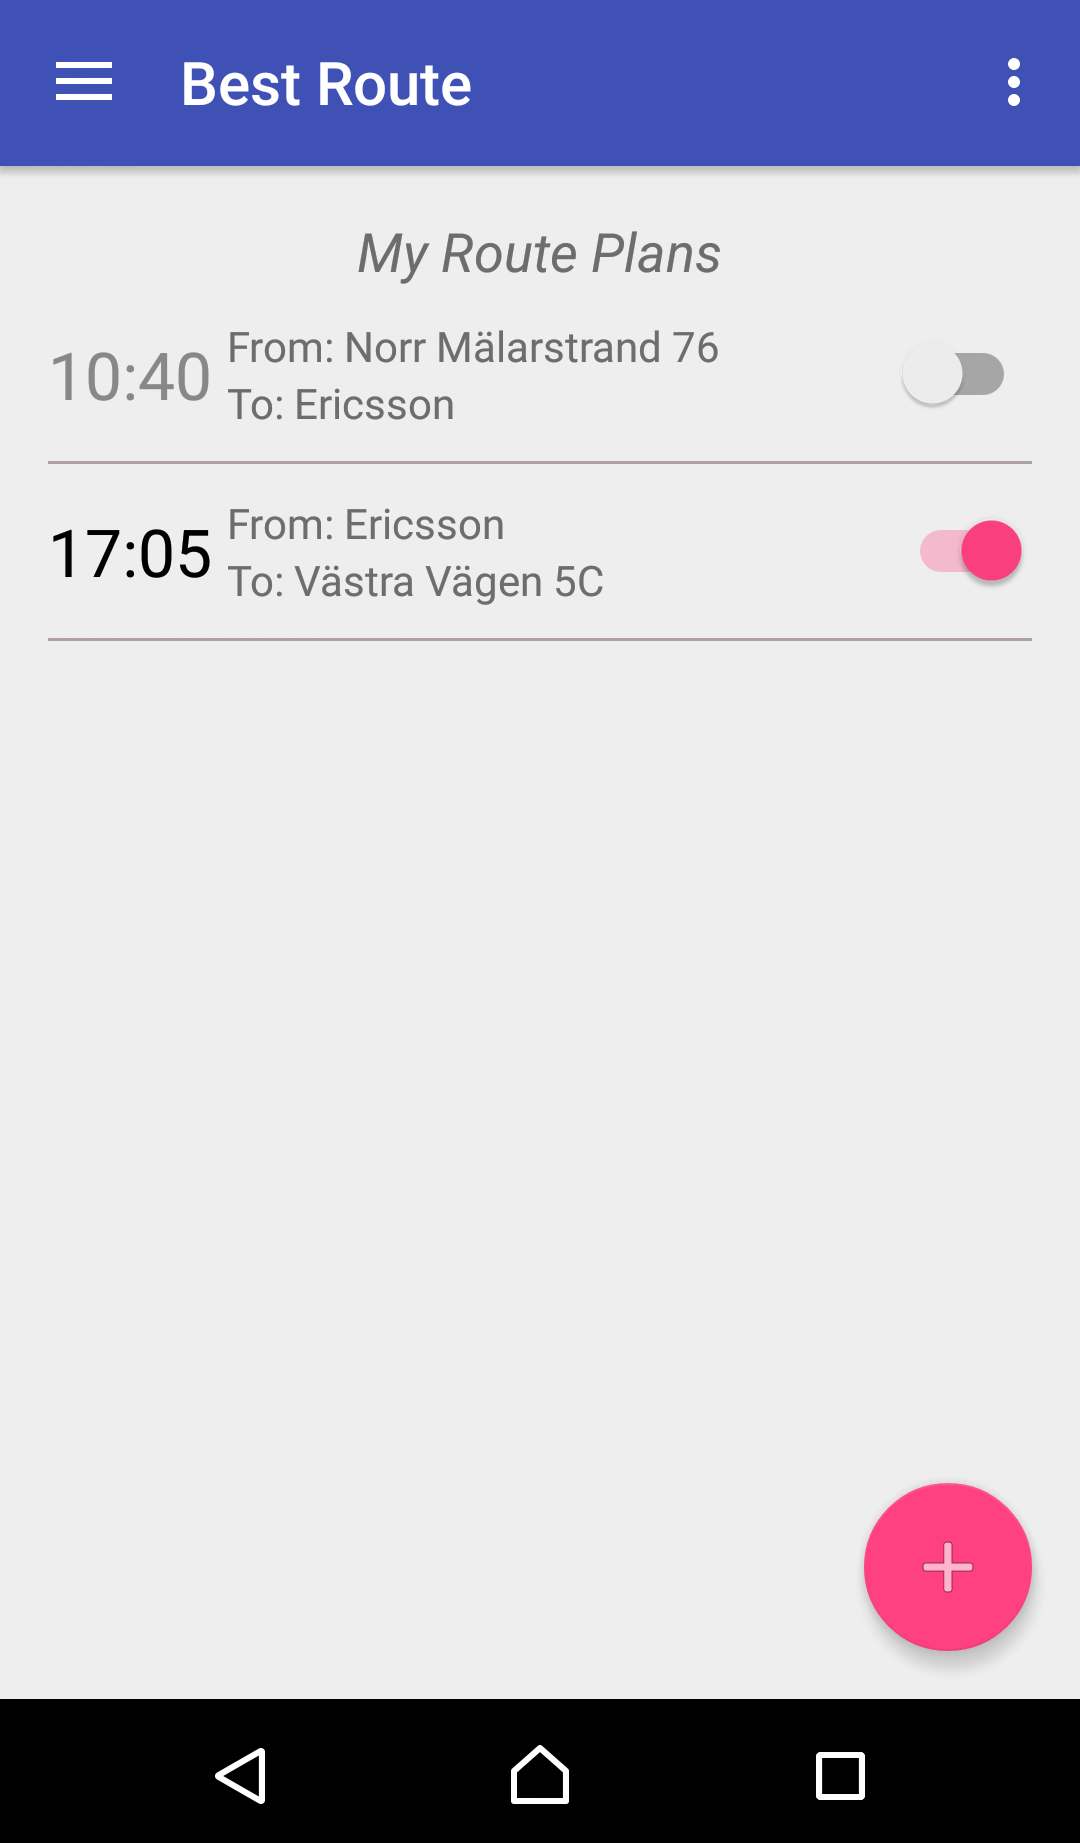 Best Route
My Route Plans
10:40
From: Norr Mälarstrand 76
To: Ericsson
17:05
From: Ericsson
To: Västra Vägen 5C